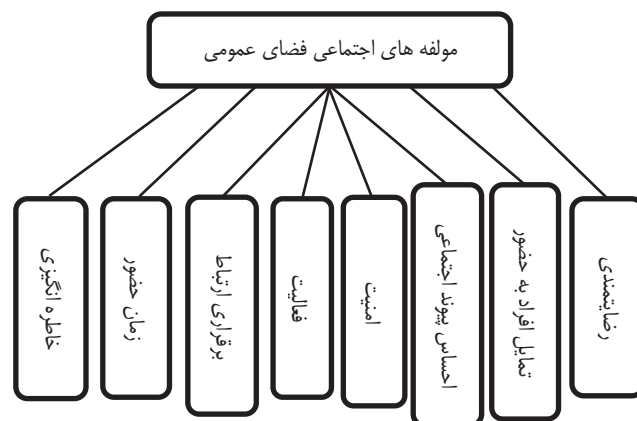 مولفه های اجتماعی فضای عمومی
رضایتمندی
تمایل افراد به حضور
احساس پیوند اجتماعی
امنیت
فعالیت
برقراری ارتباط
زمان حضور
خاطره انگیزی